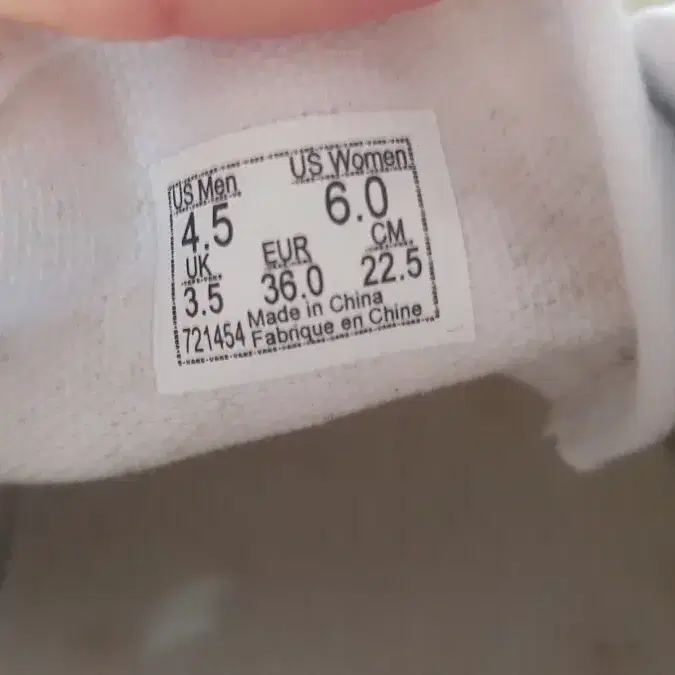 US Men. US Women
4.5 6.0
UK EUR CM.
3.5 36.0 22.5
Made in China
721454 Fabrique en Chine